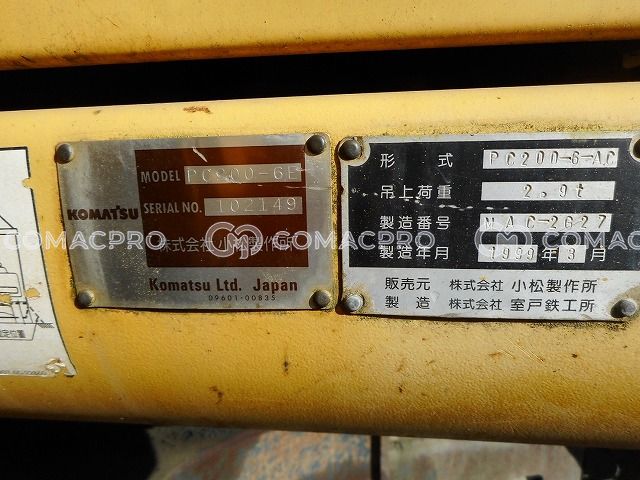 KOMATSU
MODEL PC200-6E
SERIAL NO. 102149
株式会社 小松製作所
Komatsu Ltd. Japan
09601-00835
形 式 PC200-6-AC
吊上荷重 2.9t
製造番号 MAC-2627
製造年月 1999年3月
販売元 株式会社 小松製作所
製造 株式会社 室戸鉄工所
COMACPRO COMACPRO COMACPRO